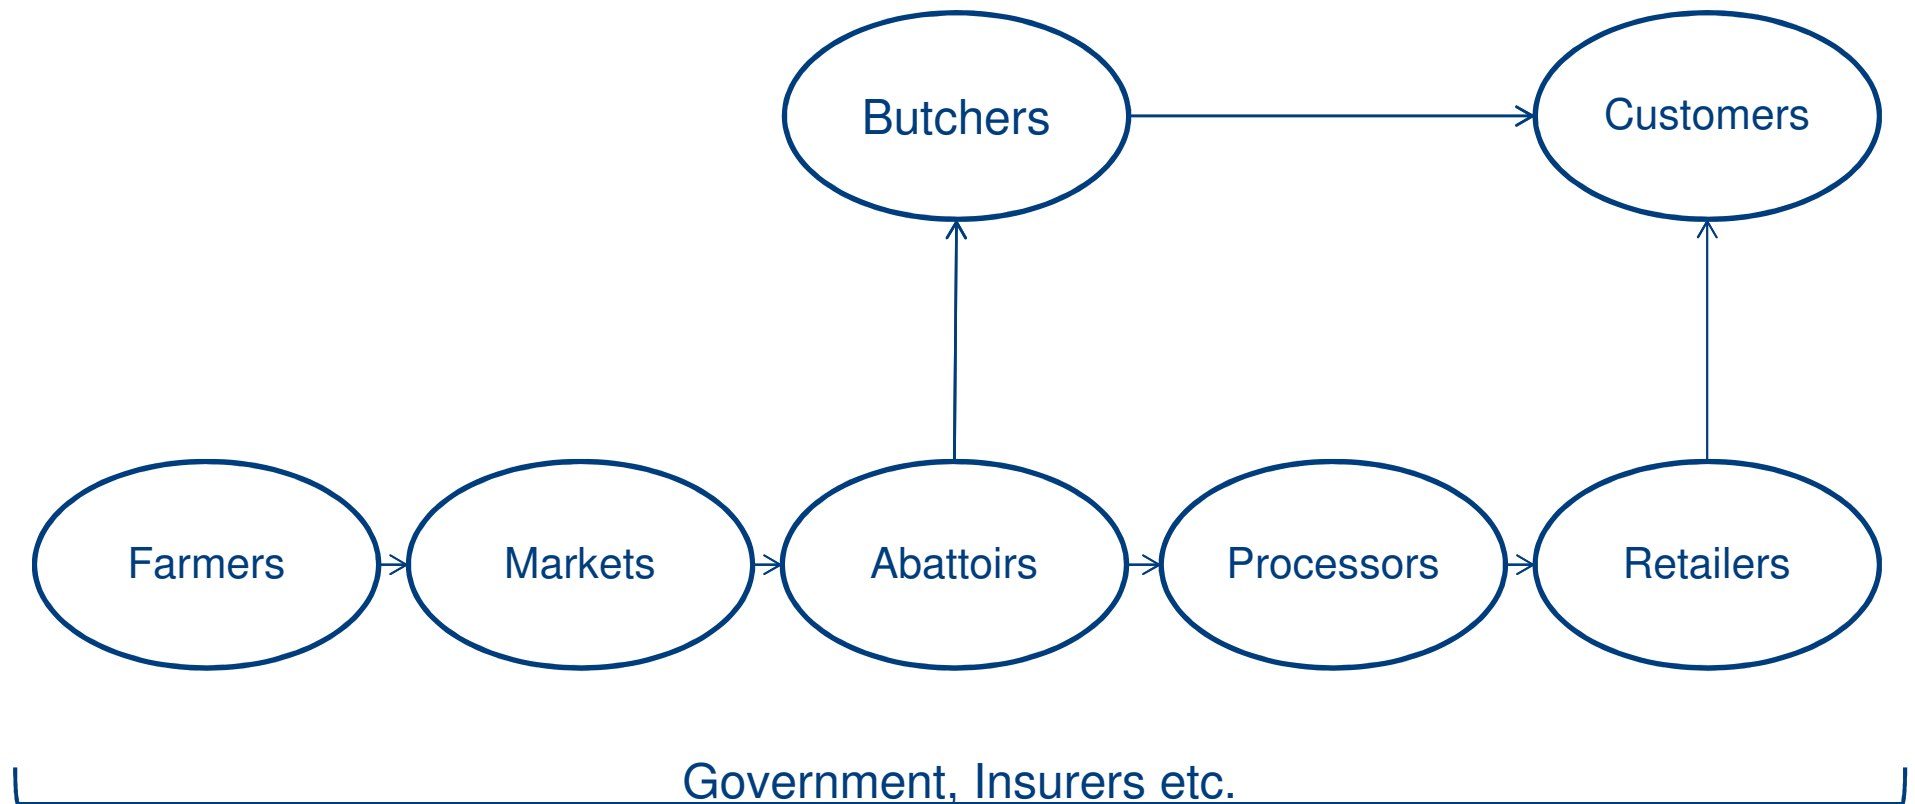 Butchers
Customers
Farmers
Markets
Abattoirs
Processors
Retailers
Government, Insurers etc.